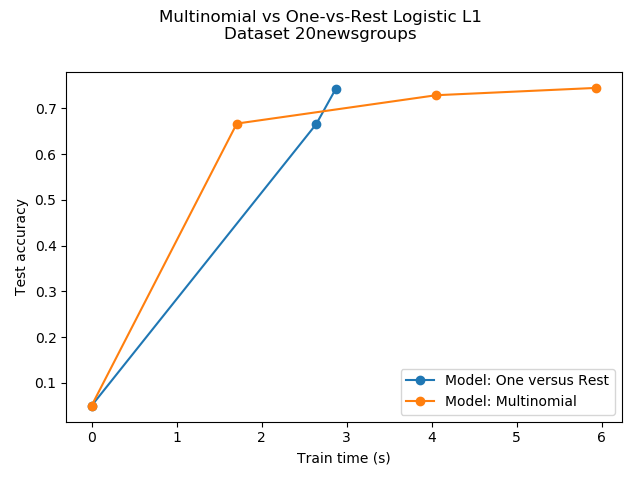 Multinomial vs One-vs-Rest Logistic L1
Dataset 20newsgroups
0.7
0.6
0.5
0.4
0.3
0.2
0.1
Test accuracy
Model: One versus Rest
Model: Multinomial
0 1 2 3 4 5 6
Train time (s)